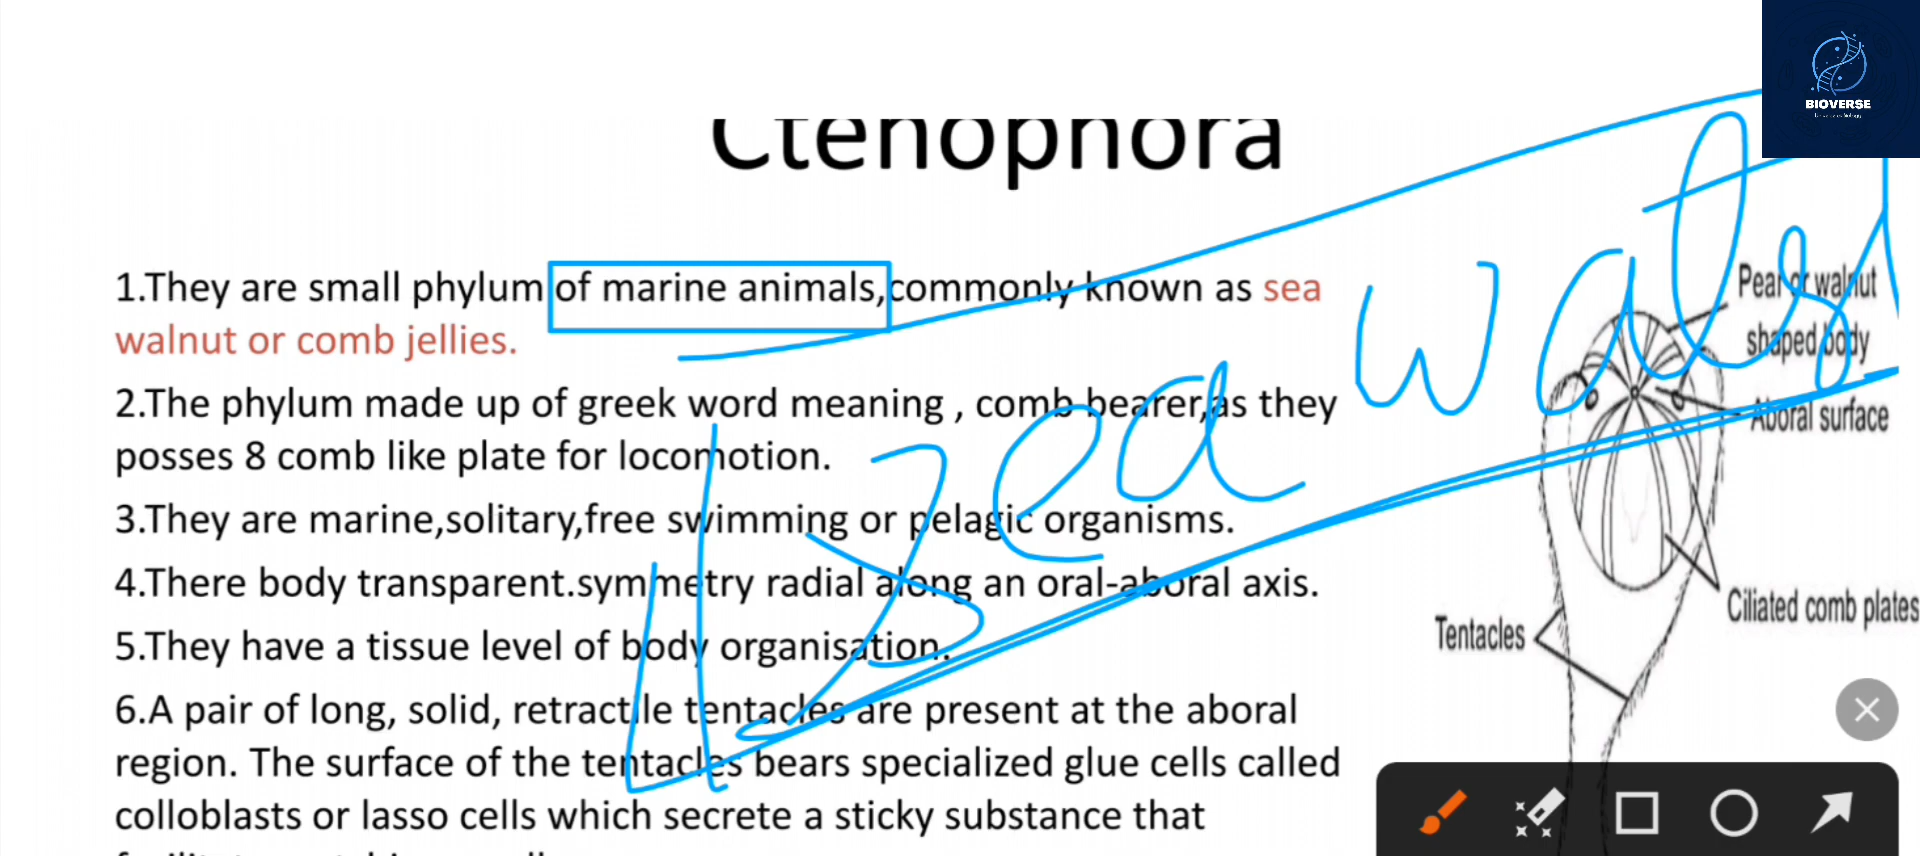 BIOVERSE
Ctenophora
1.They are small phylum of marine animals,commonly known as sea
walnut or comb jellies.
2.The phylum made up of greek word meaning , comb bearer,as they
posses 8 comb like plate for locomotion.
3.They are marine,solitary,free swimming or pelagic organisms.
4.There body transparent.symmetry radial along an oral-aboral axis.
5.They have a tissue level of body organisation.
6.A pair of long, solid, retractile tentacles are present at the aboral
region. The surface of the tentacles bears specialized glue cells called
colloblasts or lasso cells which secrete a sticky substance that
Pear or walnut
shaped body
Aboral surface
Ciliated comb plates
Tentacles